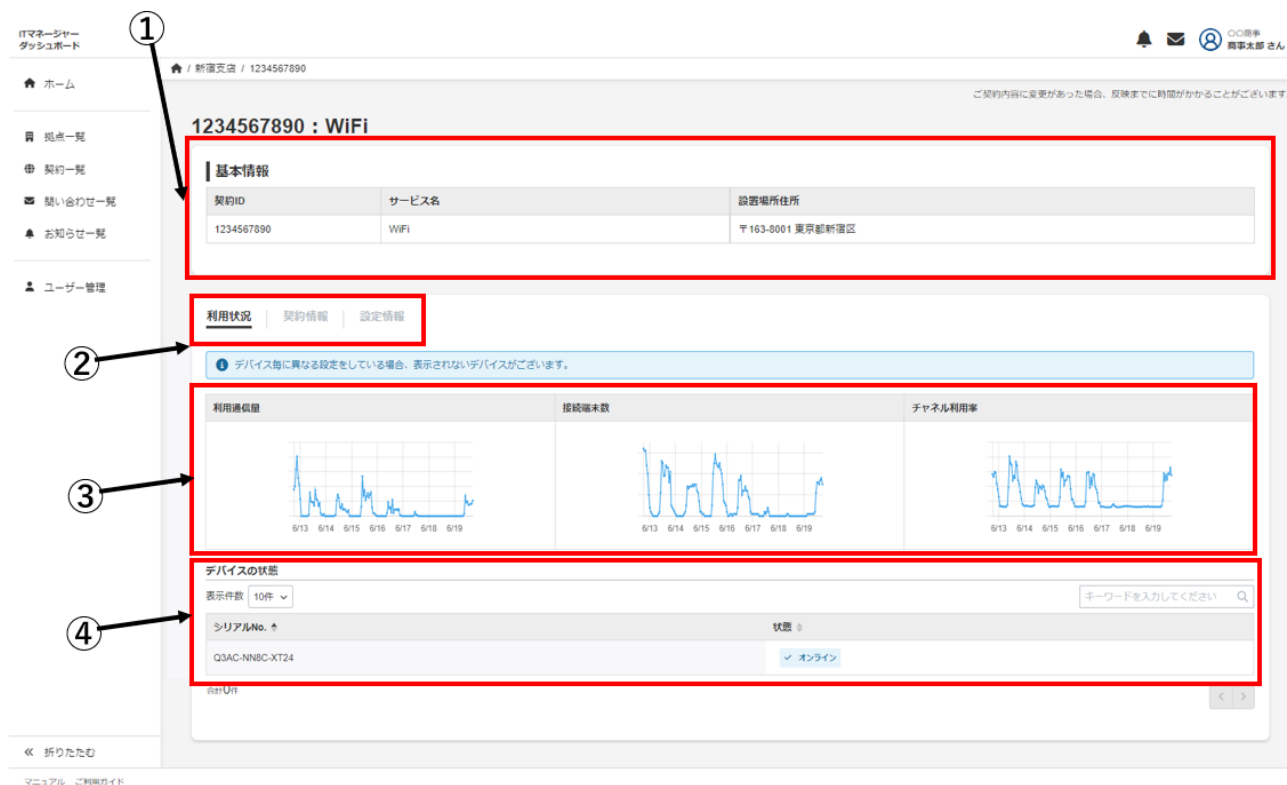 ①
ITマネージャー
ダッシュボード
〇〇商事
商事太郎 さん
ホーム
/ 新宿支店 / 1234567890
ご契約内容に変更があった場合、反映までに時間がかかることがございます
拠点一覧
契約一覧
問い合わせ一覧
お知らせ一覧
ユーザー管理
1234567890：WiFi
基本情報
契約ID サービス名 設置場所住所
1234567890 WiFi 〒163-8001 東京都新宿区
②
利用状況 契約情報 設定情報
デバイス毎に異なる設定をしている場合、表示されないデバイスがございます。
③
利用通信量 接続端末数 チャネル利用率
6/13 6/14 6/15 6/16 6/17 6/18 6/19
6/13 6/14 6/15 6/16 6/17 6/18 6/19
6/13 6/14 6/15 6/16 6/17 6/18 6/19
④
デバイスの状態
表示件数 10件 キーワードを入力してください
シリアルNo. 状態
Q3AC-NN8C-XT24 オンライン
合計0件
折りたたむ
マニュアル ご利用ガイド